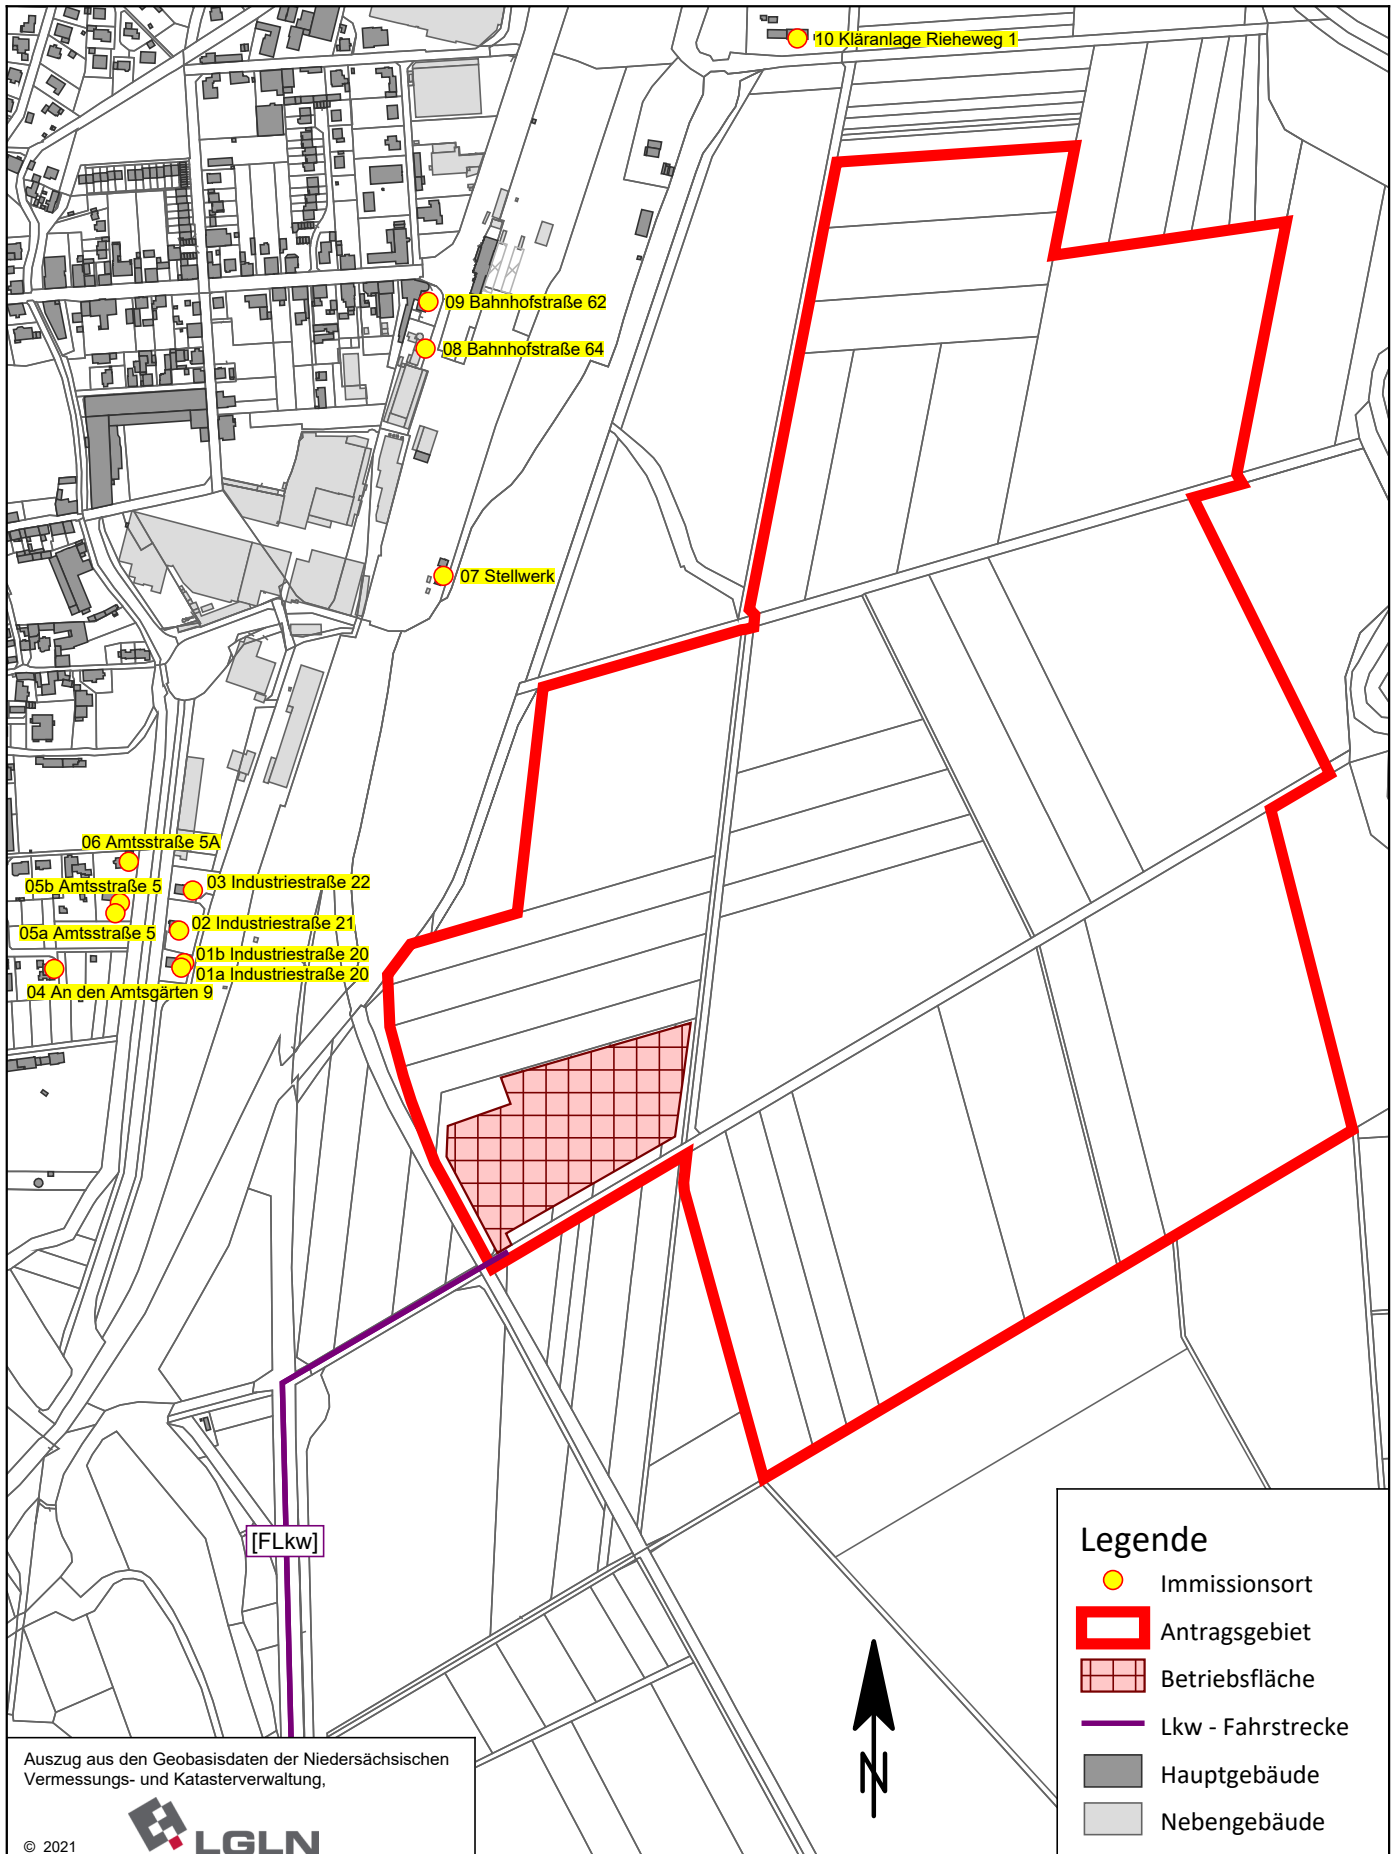 10 Kläranlage Rieheweg 1
09 Bahnhofstraße 62
08 Bahnhofstraße 64
07 Stellwerk
06 Amtsstraße 5A
05b Amtsstraße 5
03 Industriestraße 22
05a Amtsstraße 5
02 Industriestraße 21
01b Industriestraße 20
01a Industriestraße 20
04 An den Amtsgärten 9
[FLkw]
Legende
Immissionsort
Antragsgebiet
Betriebsfläche
Lkw - Fahrstrecke
Hauptgebäude
Nebengebäude
N
Auszug aus den Geobasisdaten der Niedersächsischen
Vermessungs- und Katasterverwaltung,
© 2021
LGLN